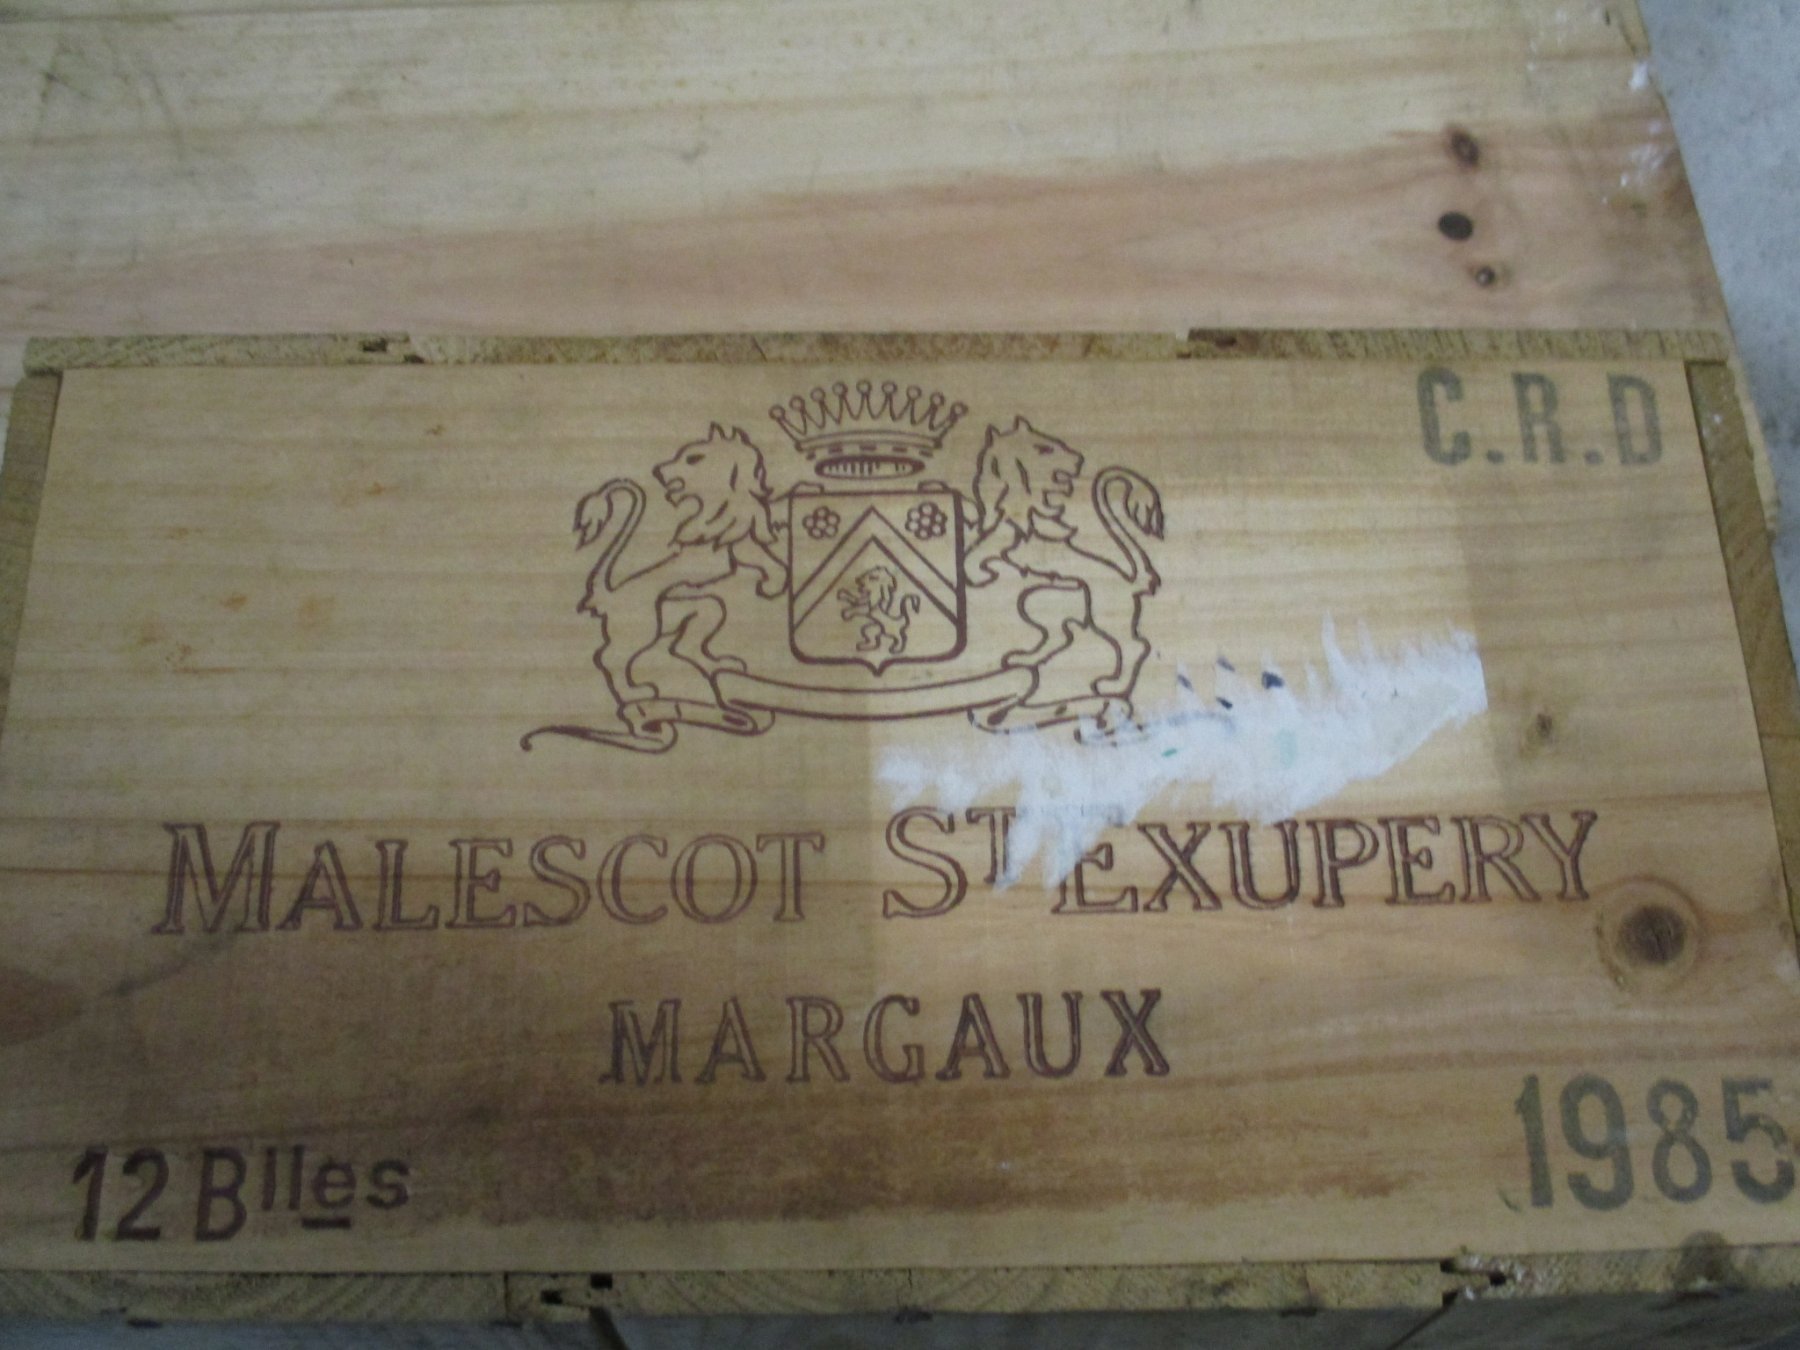 C.R.D
MALESCOT ST EXUPERY
MARGAUX
12 Blles
1985